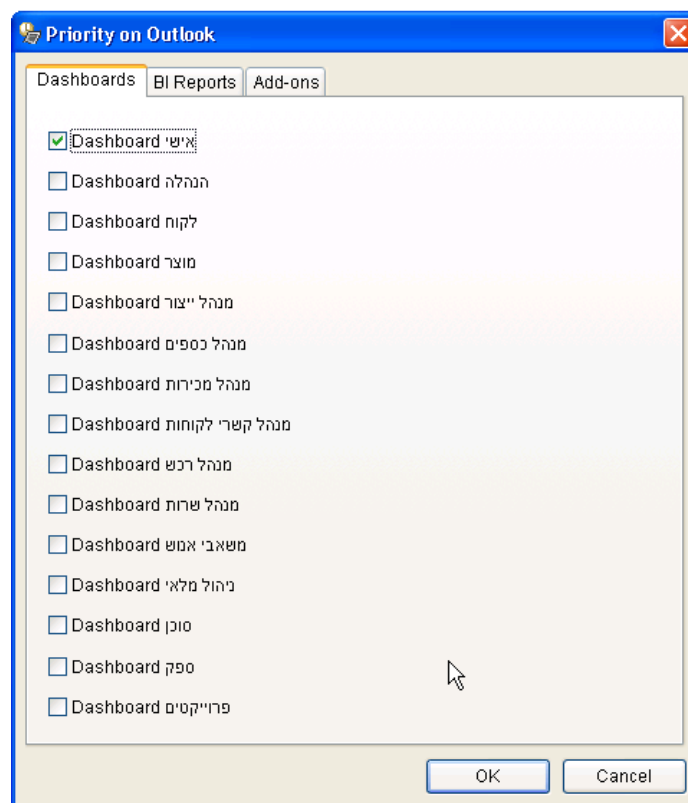 Priority on Outlook
Dashboards BI Reports Add-ons
Dashboard אישי
Dashboard הנהלה
Dashboard לקוח
Dashboard מוצר
Dashboard מנהל ייצור
Dashboard מנהל כספים
Dashboard מנהל מכירות
Dashboard מנהל קשרי לקוחות
Dashboard מנהל רכש
Dashboard מנהל שרות
Dashboard משאבי אנוש
Dashboard ניהול מלאי
Dashboard סוכן
Dashboard ספק
Dashboard פרוייקטים
OK Cancel